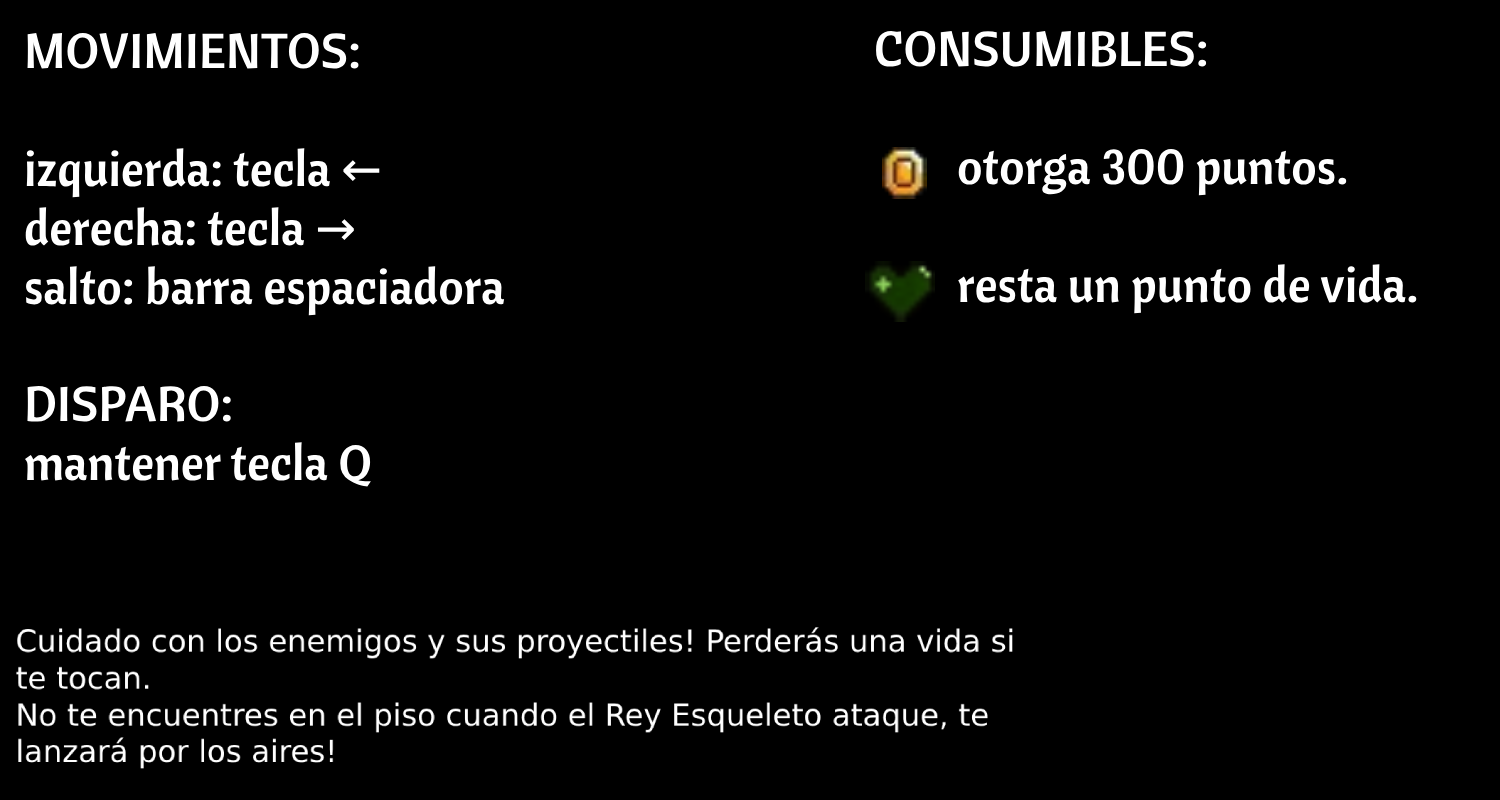 MOVIMIENTOS:
izquierda: tecla ←
derecha: tecla →
salto: barra espaciadora
DISPARO:
mantener tecla Q
CONSUMIBLES:
otorga 300 puntos.
resta un punto de vida.
Cuidado con los enemigos y sus proyectiles! Perderás una vida si
te tocan.
No te encuentres en el piso cuando el Rey Esqueleto ataque, te
lanzará por los aires!